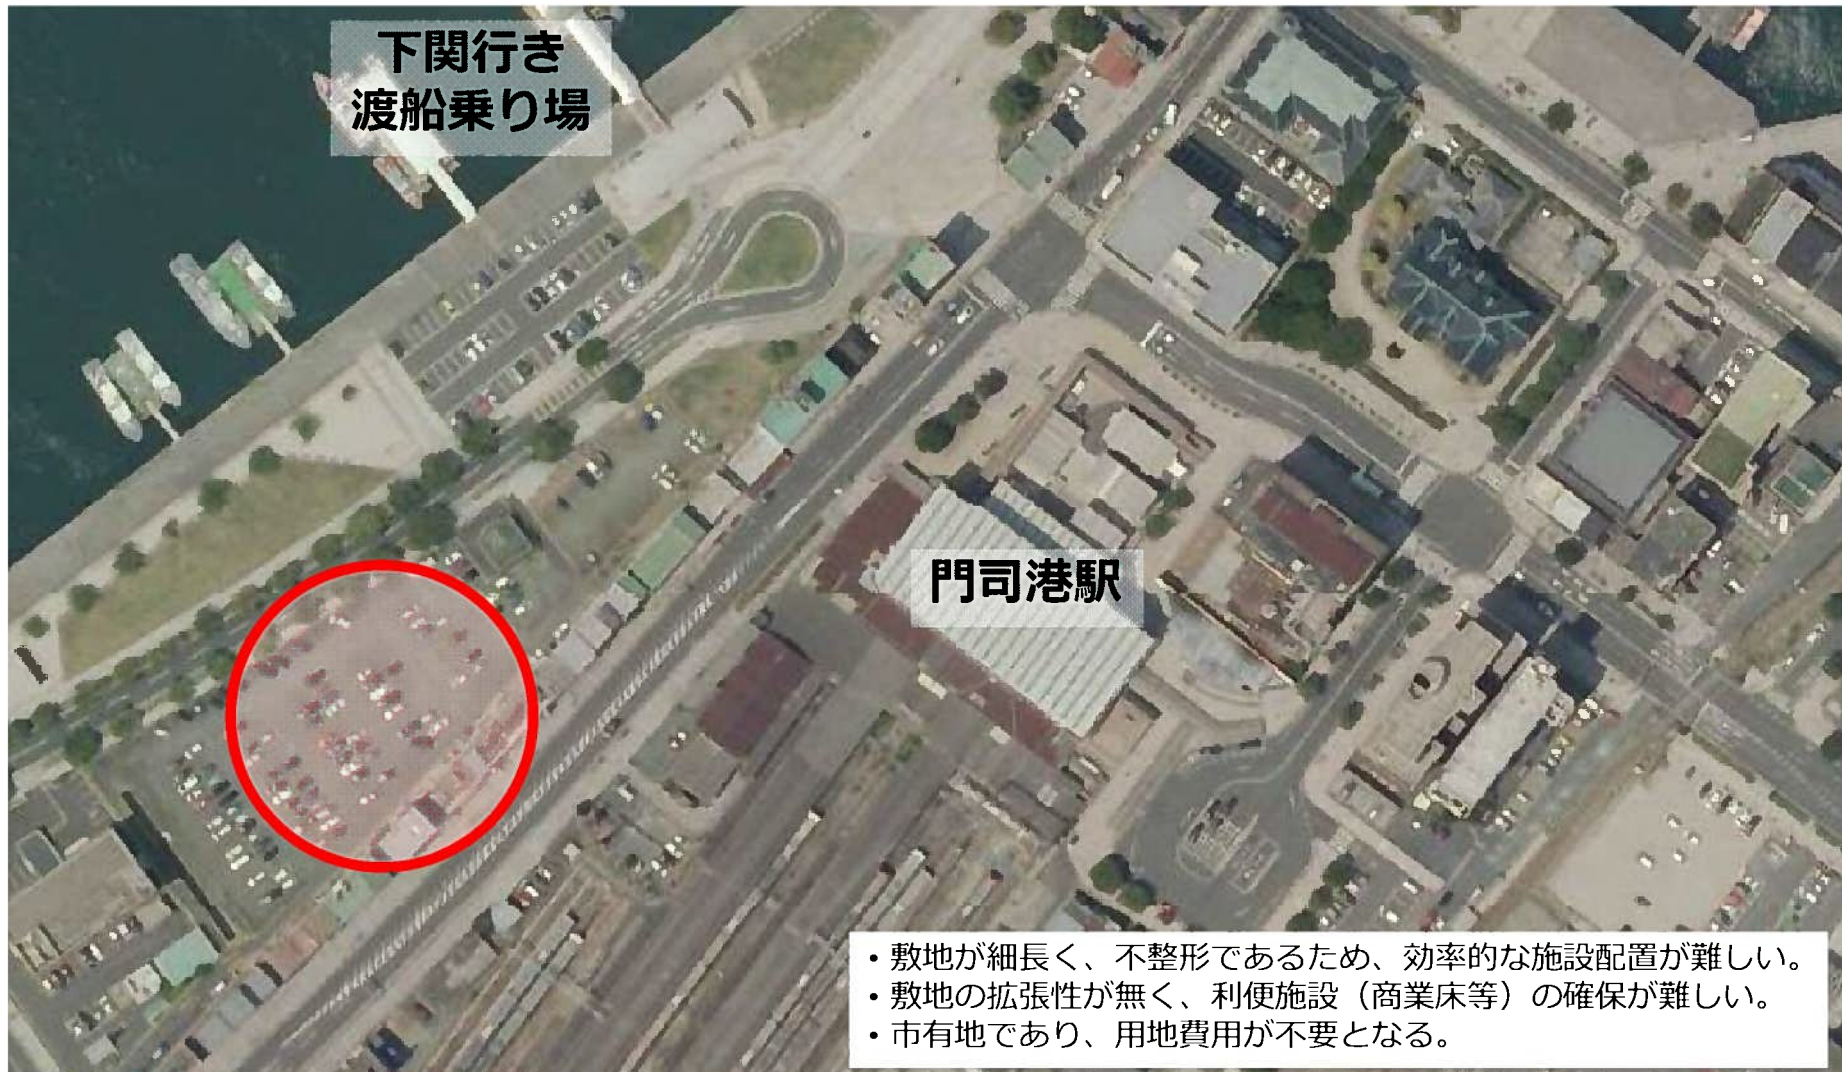 下関行き
渡船乗り場
門司港駅
・敷地が細長く、不整形であるため、効率的な施設配置が難しい。
・敷地の拡張性が無く、利便施設（商業床等）の確保が難しい。
・市有地であり、用地費用が不要となる。